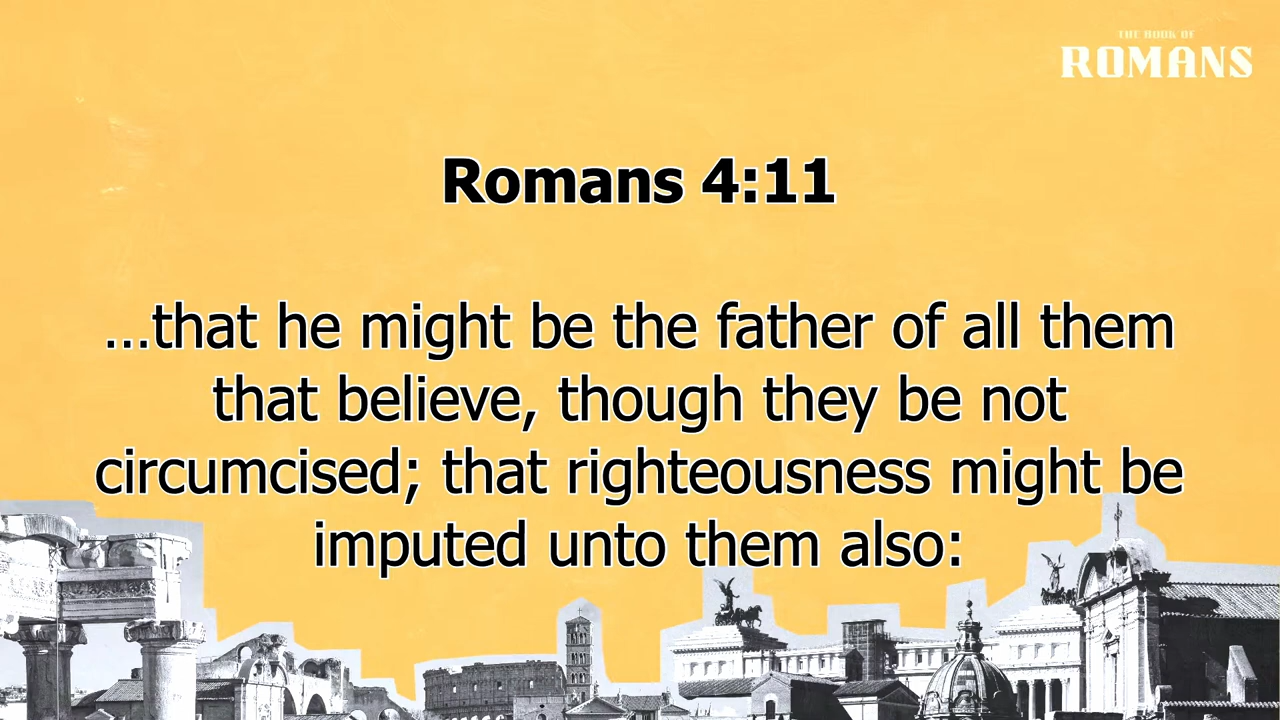 THE BOOK OF
ROMANS
Romans 4:11
...that he might be the father of all them
that believe, though they be not
circumcised; that righteousness might be
imputed unto them also: